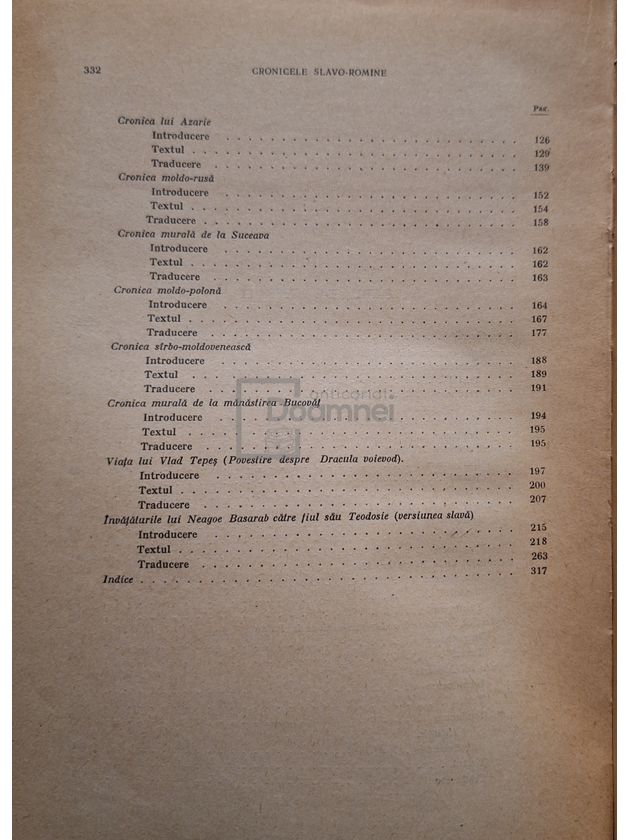 332 CRONICELE SLAVO-ROMINE
Pag.
Cronica lui Azarie
Introducere . . . . . . . . . . . . . . . . . . . . 126
Textul . . . . . . . . . . . . . . . . . . . . 129
Traducere . . . . . . . . . . . . . . . . . . . . 139
Cronica moldo-rusă
Introducere . . . . . . . . . . . . . . . . . . . . 152
Textul . . . . . . . . . . . . . . . . . . . . 154
Traducere . . . . . . . . . . . . . . . . . . . . 158
Cronica murală de la Suceava
Introducere . . . . . . . . . . . . . . . . . . . . 162
Textul . . . . . . . . . . . . . . . . . . . . 162
Traducere . . . . . . . . . . . . . . . . . . . . 163
Cronica moldo-polonă
Introducere . . . . . . . . . . . . . . . . . . . . 164
Textul . . . . . . . . . . . . . . . . . . . . 167
Traducere . . . . . . . . . . . . . . . . . . . . 177
Cronica sîrbo-moldovenească
Introducere . . . . . . . . . . . . . . . . . . . . 188
Textul . . . . . . . . . . . . . . . . . . . . 189
Traducere . . . . . . . . . . . . . . . . . . . . 191
anticariat
Doamnei
Cronica murală de la mănăstirea Bucovăț
Introducere . . . . . . . . . . . . . . . . . . . . 194
Textul . . . . . . . . . . . . . . . . . . . . 195
Traducere . . . . . . . . . . . . . . . . . . . . 195
Viața lui Vlad Tepeș (Povestire despre Dracula voievod).
Introducere . . . . . . . . . . . . . . . . . . . . 197
Textul . . . . . . . . . . . . . . . . . . . . 200
Traducere . . . . . . . . . . . . . . . . . . . . 207
Învățăturile lui Neagoe Basarab către fiul său Teodosie (versiunea slavă)
Introducere . . . . . . . . . . . . . . . . . . . . 215
Textul . . . . . . . . . . . . . . . . . . . . 218
Traducere . . . . . . . . . . . . . . . . . . . . 263
Indice . . . . . . . . . . . . . . . . . . . . 317